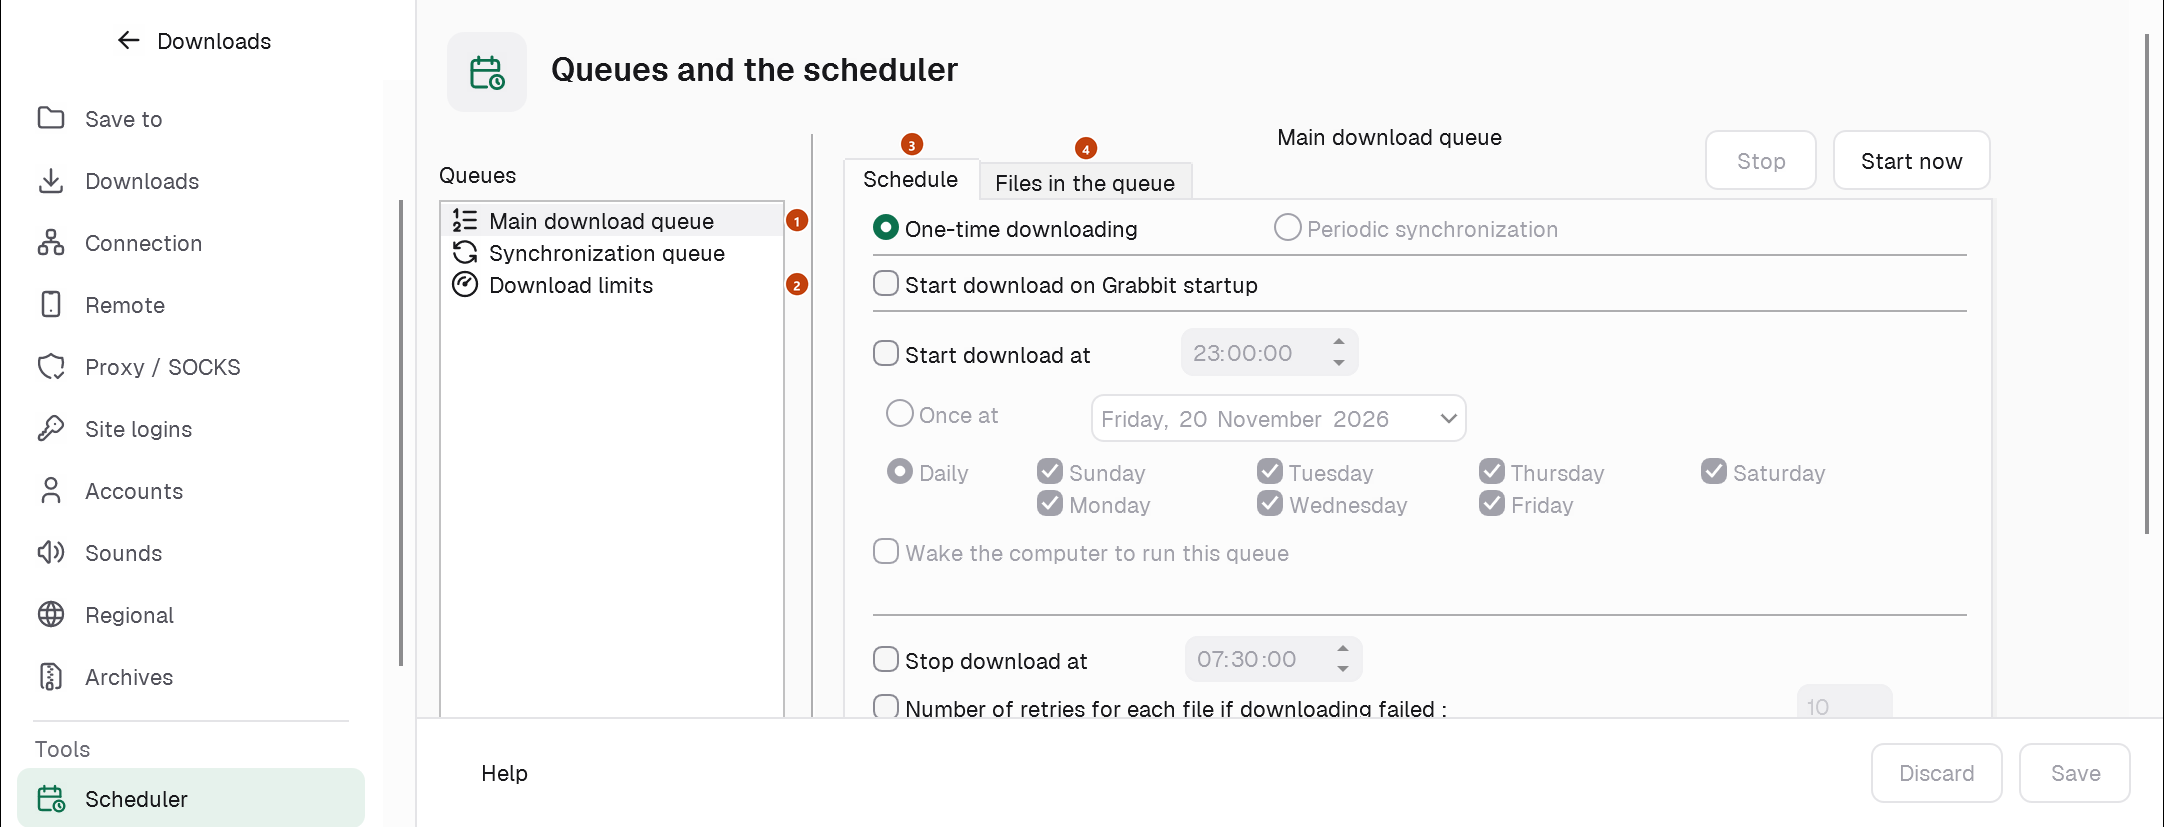 Downloads
Save to
Downloads
Connection
Remote
Proxy / SOCKS
Site logins
Accounts
Sounds
Regional
Archives
Tools
Scheduler
Queues and the scheduler
Queues
1 2 Main download queue 1
Synchronization queue
Download limits 2
3 4
Main download queue
Stop Start now
Schedule Files in the queue
One-time downloading Periodic synchronization
Start download on Grabbit startup
Start download at 23:00:00
Once at Friday, 20 November 2026
Daily Sunday Tuesday Thursday Saturday
Monday Wednesday Friday
Wake the computer to run this queue
Stop download at 07:30:00
Number of retries for each file if downloading failed : 10
Help Discard Save